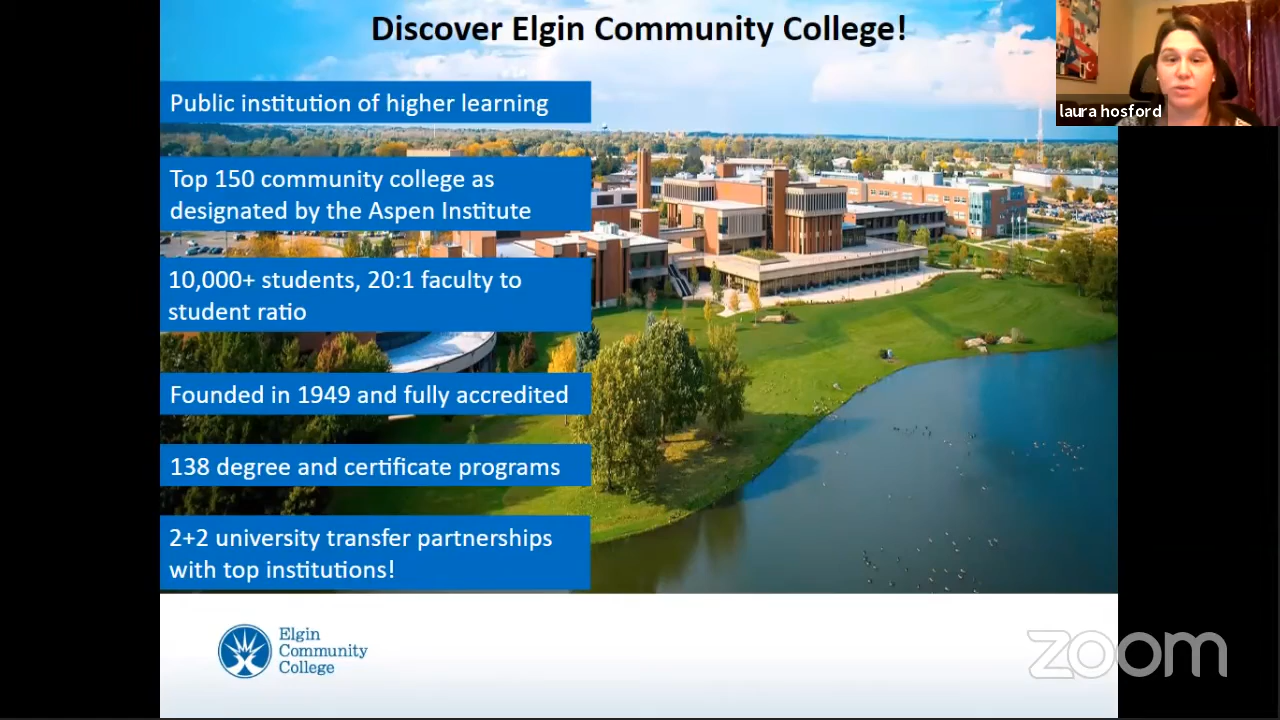 Discover Elgin Community College!
laura hosford
Public institution of higher learning
Top 150 community college as
designated by the Aspen Institute
10,000+ students, 20:1 faculty to
student ratio
Founded in 1949 and fully accredited
138 degree and certificate programs
2+2 university transfer partnerships
with top institutions!
Elgin
Community
College
zoom